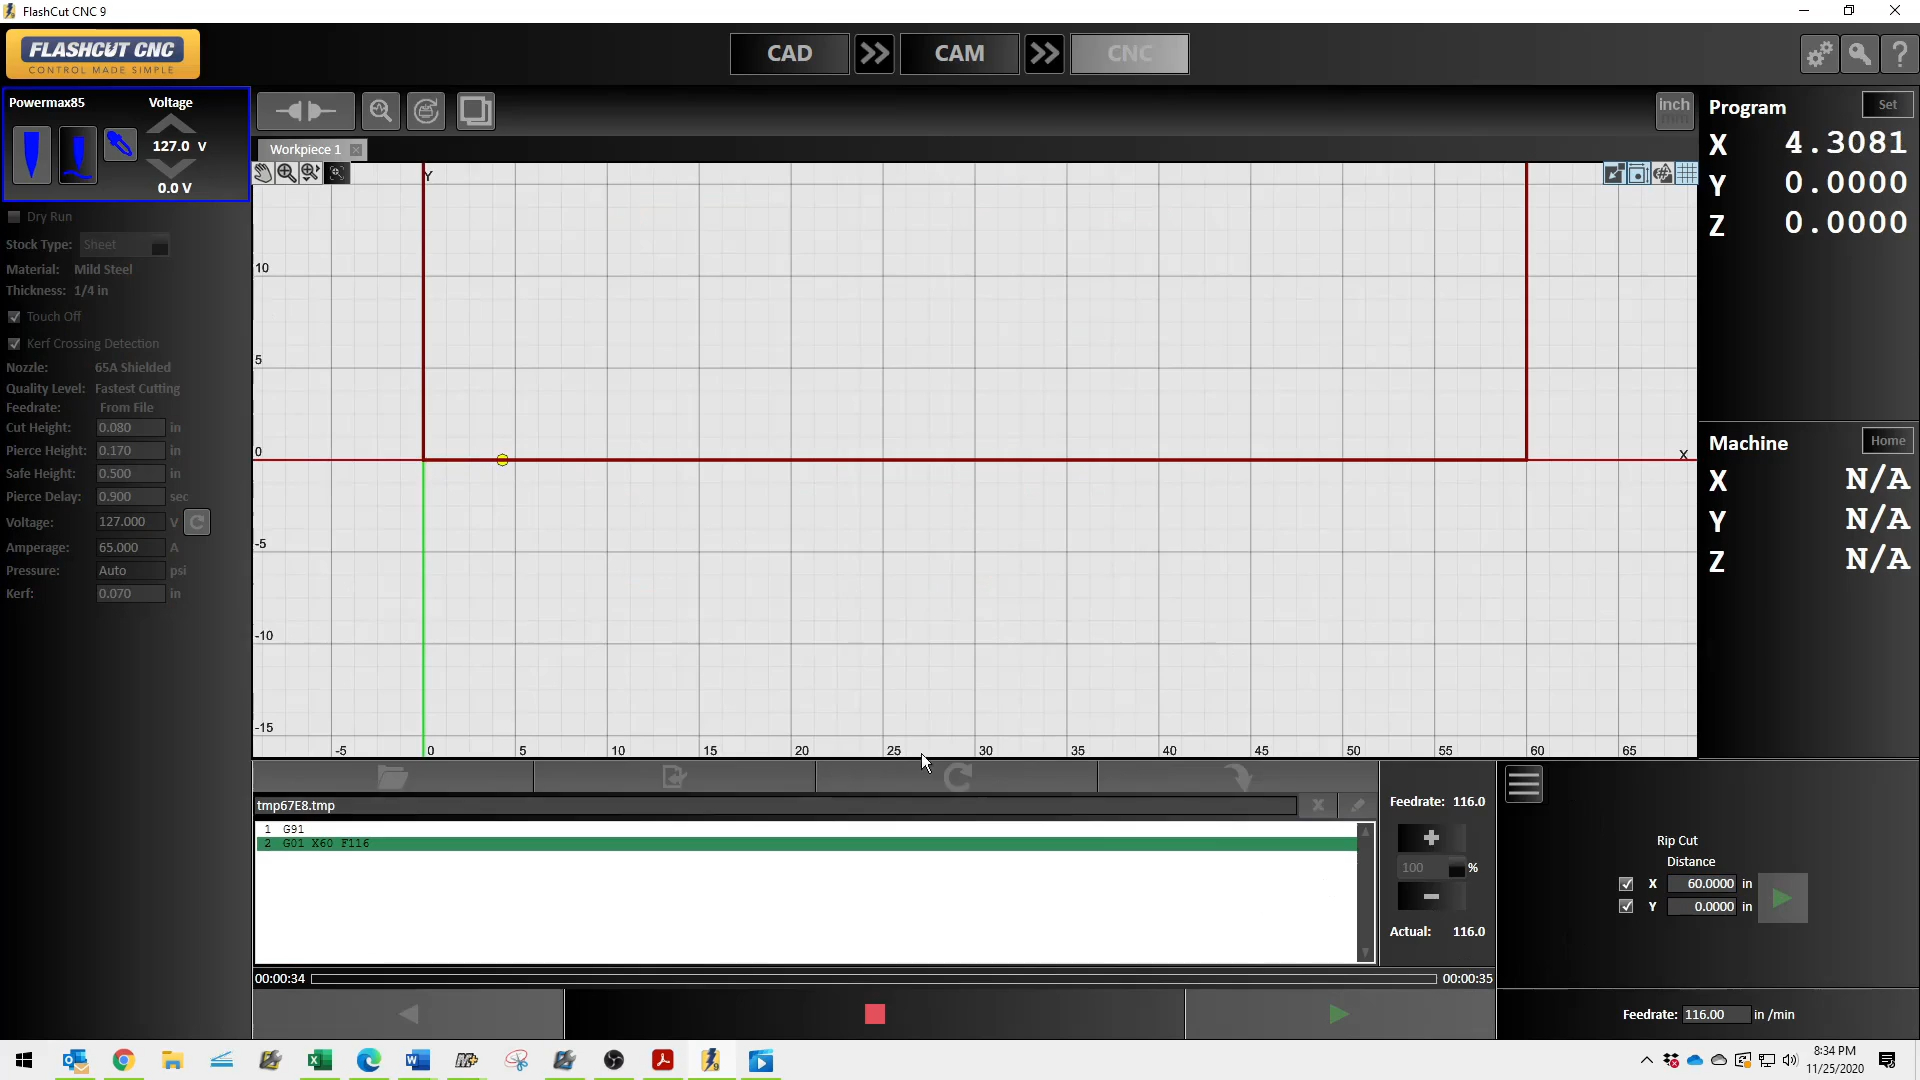 FlashCut CNC 9
FLASHCUT CNC
CONTROL MADE SIMPLE
CAD
CAM
CNC
Powermax85
Voltage
127.0 V
0.0 V
Dry Run
Stock Type: Sheet
Material: Mild Steel
Thickness: 1/4 in
Touch Off
Kerf Crossing Detection
Nozzle: 65A Shielded
Quality Level: Fastest Cutting
Feedrate: From File
Cut Height: 0.080 in
Pierce Height: 0.170 in
Safe Height: 0.500 in
Pierce Delay: 0.900 sec
Voltage: 127.000 V
Amperage: 65.000 A
Pressure: Auto psi
Kerf: 0.070 in
inch
mm
Workpiece 1
Y
10
5
0
X
-5
-10
-15
-5 0 5 10 15 20 25 30 35 40 45 50 55 60 65
Program Set
X 4.3081
Y 0.0000
Z 0.0000
Machine Home
X N/A
Y N/A
Z N/A
tmp67E8.tmp
1 G91
2 G01 X60 F116
00:00:34
00:00:35
Feedrate: 116.0
100 %
Actual: 116.0
Rip Cut
Distance
X 60.0000 in
Y 0.0000 in
Feedrate: 116.00 in /min
8:34 PM
11/25/2020